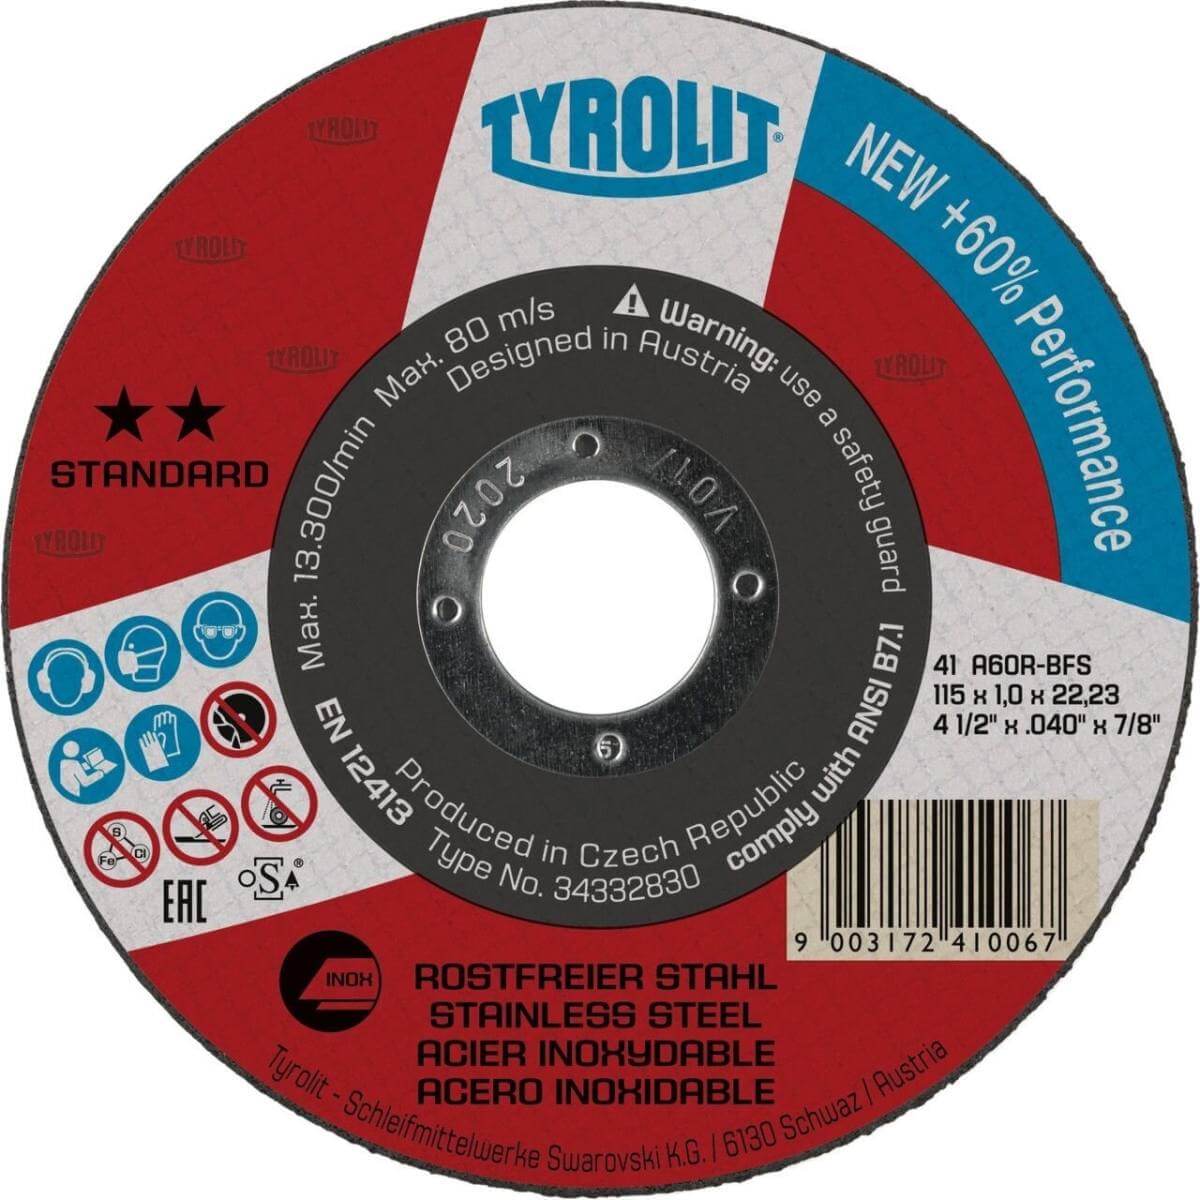 TYROLIT®
NEW +60% Performance
TYROLIT
TYROLIT
TYROLIT
TYROLIT
TYROLIT
★★
STANDARD
Max. 13.300/min Max. 80 m/s
Designed in Austria
Warning: use a safety guard
2020
V01
EN 12413
comply with ANSI B7.1
Produced in Czech Republic
Type No. 34332830
41 A60R-BFS
115 x 1,0 x 22,23
4 1/2" x .040" x 7/8"
S
Fe
Cl
EAC
oSA®
9 003172 410067
INOX
ROSTFREIER STAHL
STAINLESS STEEL
ACIER INOXYDABLE
ACERO INOXIDABLE
Tyrolit - Schleifmittelwerke Swarovski K.G. / 6130 Schwaz / Austria